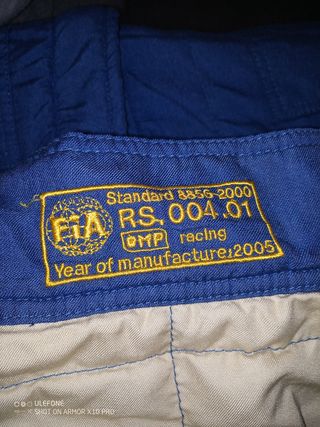 Standard 8856-2000
FiA
RS. 004.01
OMP racing
Year of manufacture:2005
ULEFONE
SHOT ON ARMOR X10 PRO